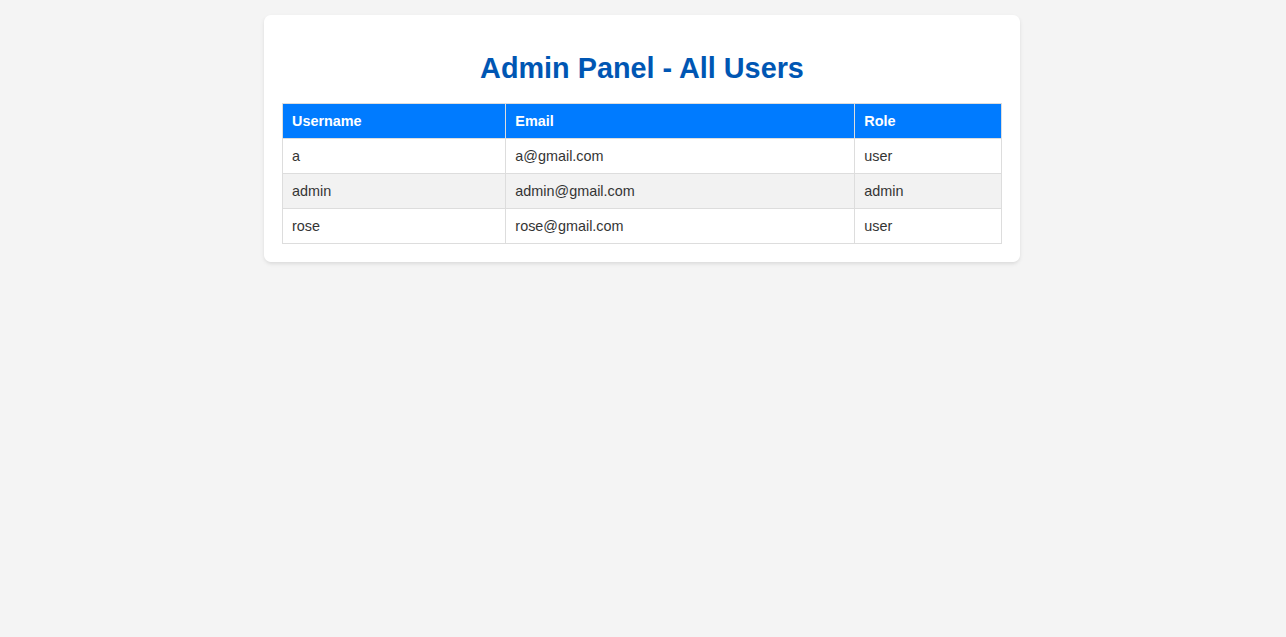 Admin Panel - All Users
Username Email Role
a a@gmail.com user
admin admin@gmail.com admin
rose rose@gmail.com user